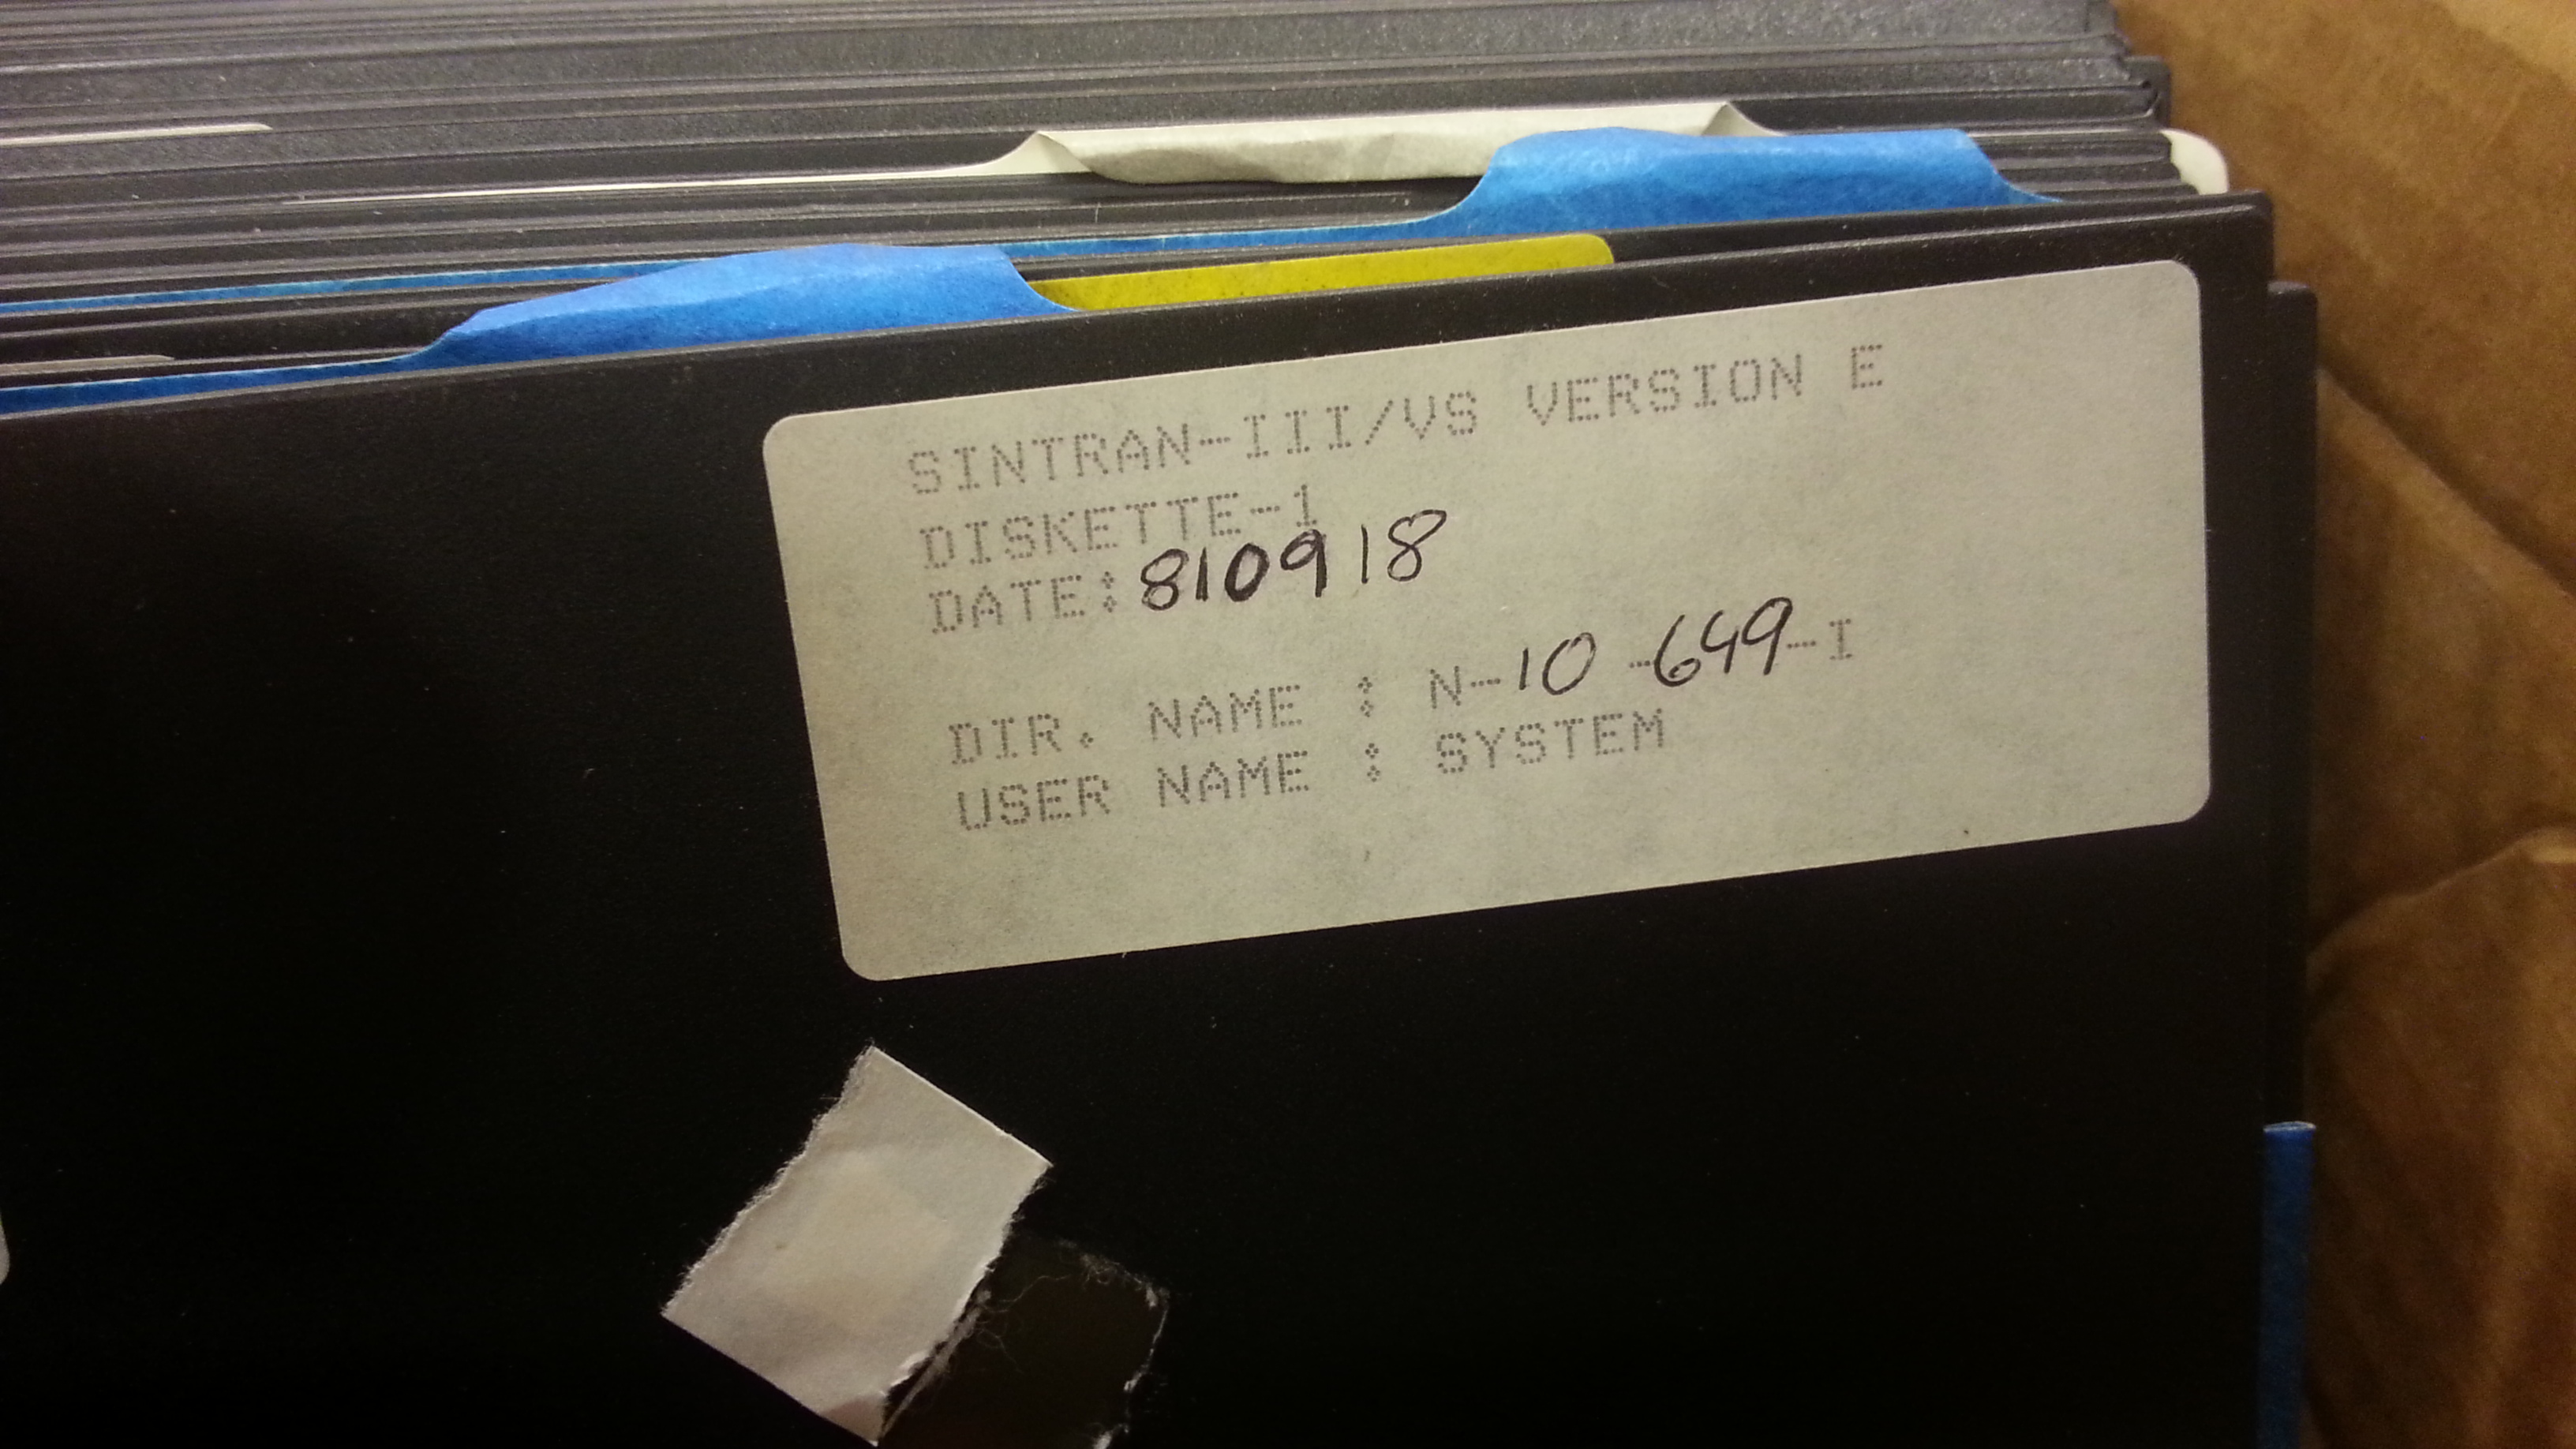 SINTRAN-III/VS VERSION E
DISKETTE-1
DATE: 810918
DIR. NAME : N-10-649-I
USER NAME : SYSTEM